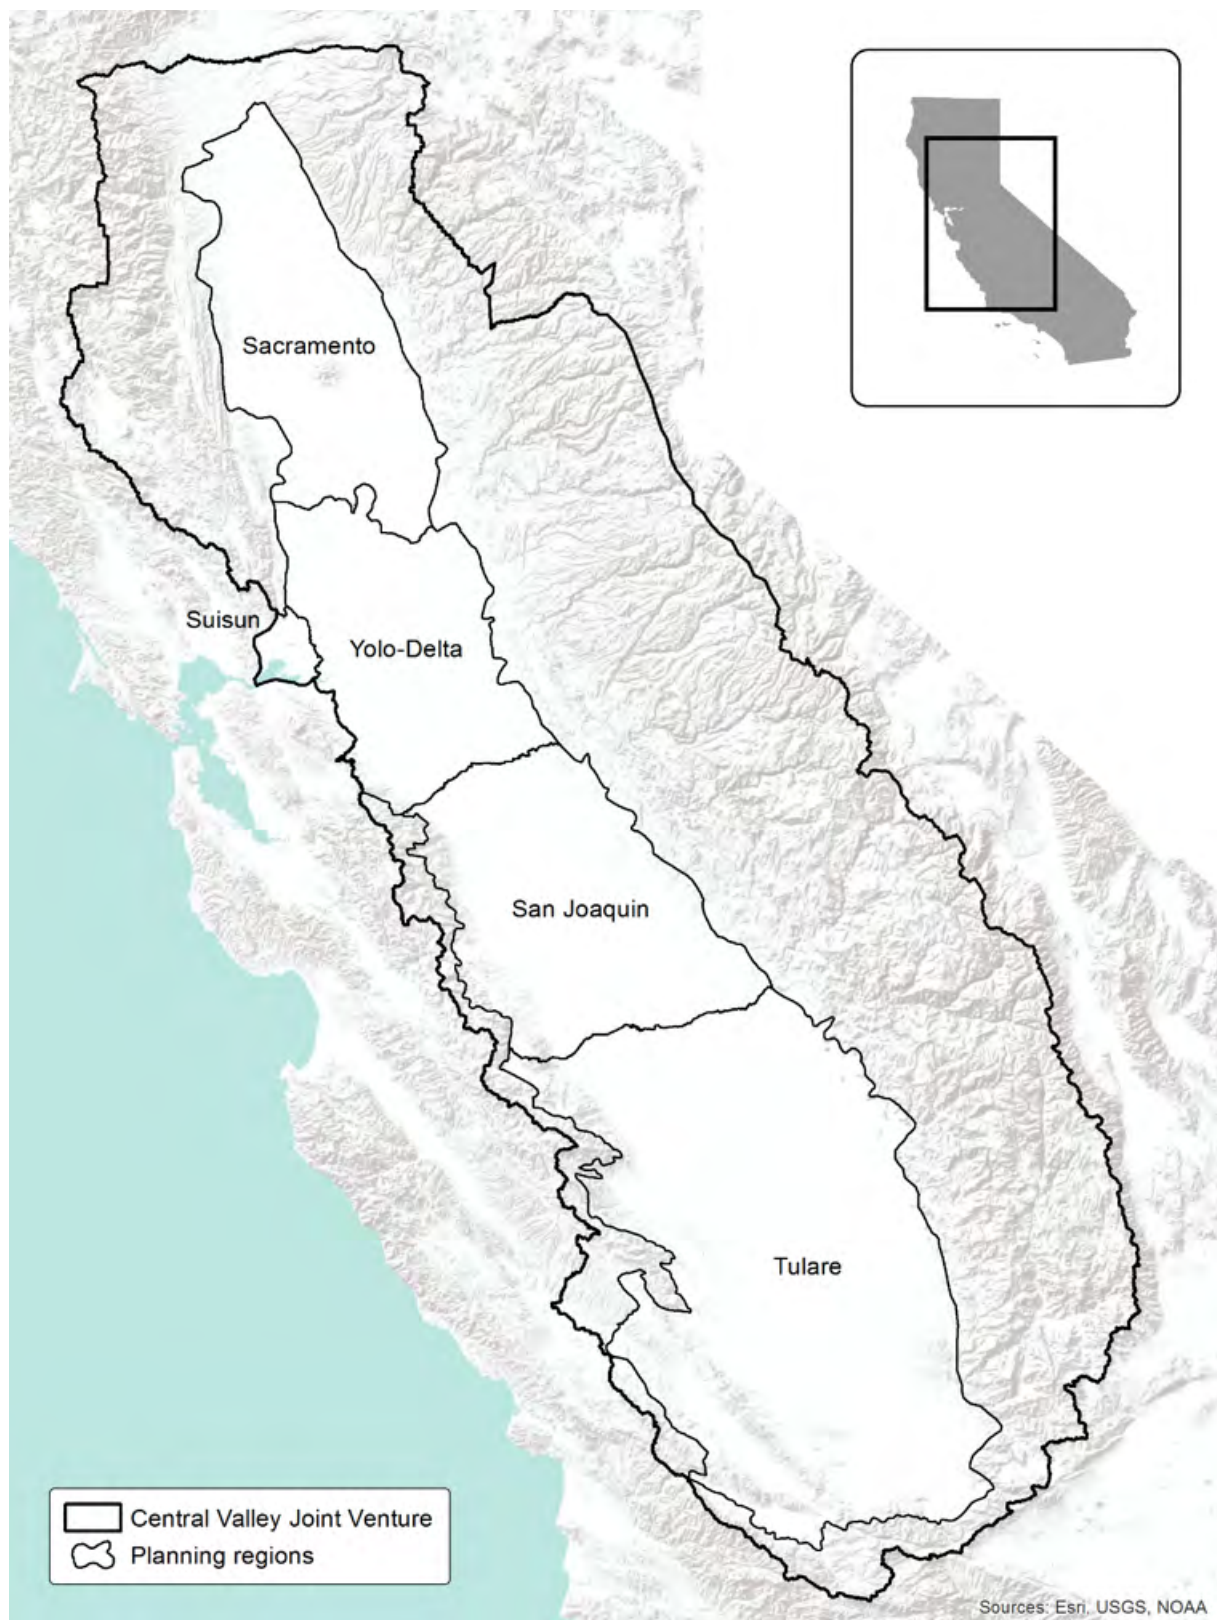 Sacramento
Suisun
Yolo-Delta
San Joaquin
Tulare
Central Valley Joint Venture
Planning regions
Sources: Esri, USGS, NOAA